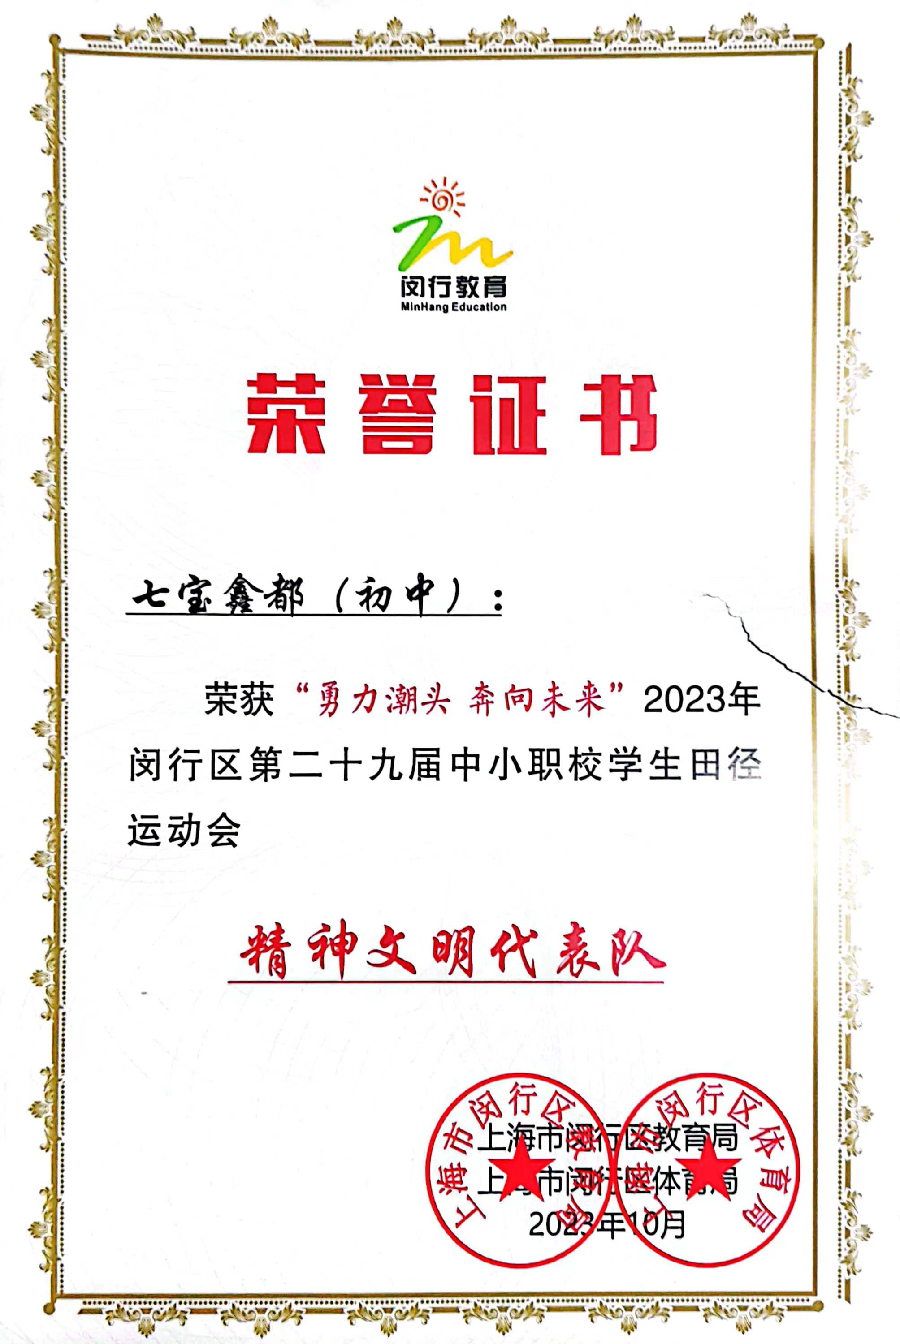 闵行教育
MinHang Education
荣誉证书
七宝鑫都（初中）：
荣获“勇力潮头 奔向未来”2023年
闵行区第二十九届中小职校学生田径
运动会
精神文明代表队
上海市闵行区教育局
上海市闵行区体育局
2023年10月
上海市闵行区教育局
上海市闵行区体育局